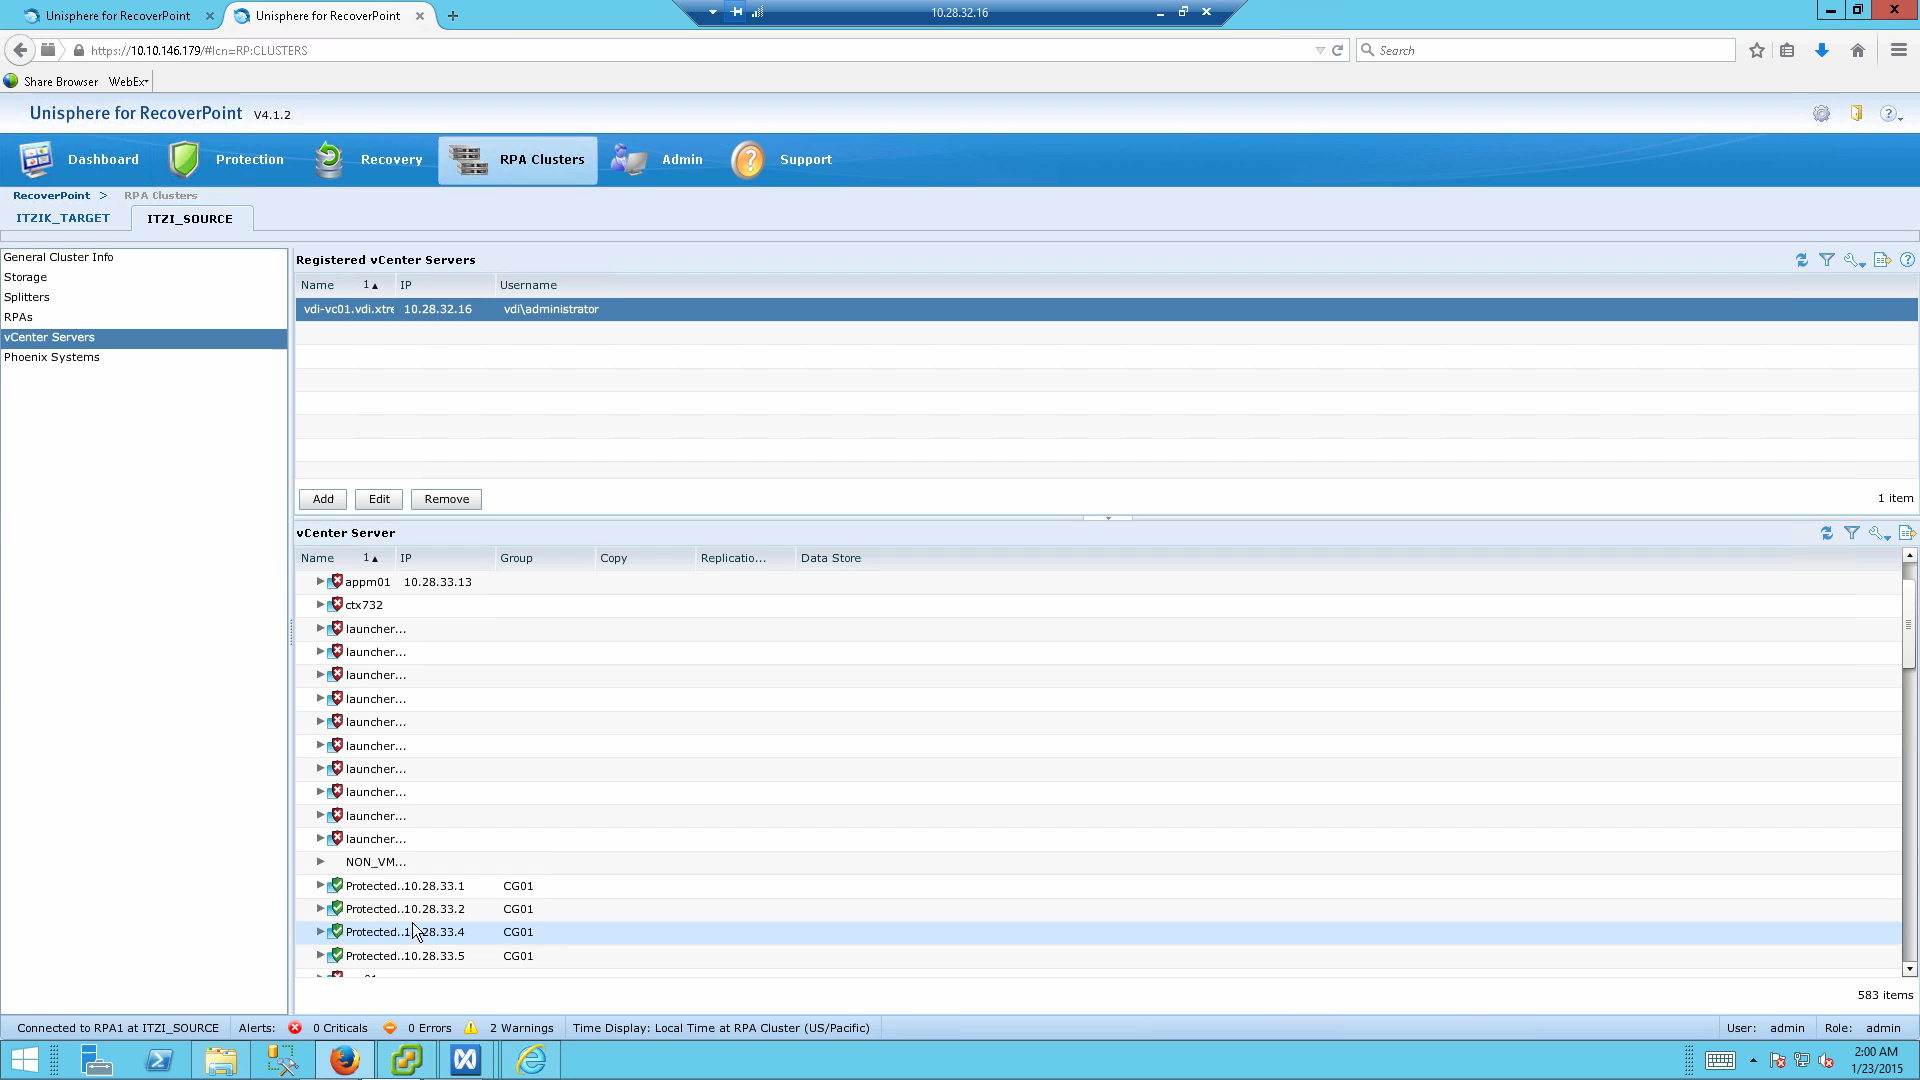 Unisphere for RecoverPoint
Unisphere for RecoverPoint
10.28.32.16
https://10.10.146.179/#lcn=RP:CLUSTERS
Search
Share Browser
WebEx
Unisphere for RecoverPoint V4.1.2
Dashboard
Protection
Recovery
RPA Clusters
Admin
Support
RecoverPoint > RPA Clusters
ITZIK_TARGET
ITZI_SOURCE
General Cluster Info
Storage
Splitters
RPAs
vCenter Servers
Phoenix Systems
Registered vCenter Servers
Name 1 IP Username
vdi-vc01.vdi.xtre 10.28.32.16 vdi\administrator
Add Edit Remove
1 item
vCenter Server
Name 1 IP Group Copy Replicatio... Data Store
appm01 10.28.33.13
ctx732
launcher...
launcher...
launcher...
launcher...
launcher...
launcher...
launcher...
launcher...
launcher...
launcher...
NON_VM...
Protected..10.28.33.1 CG01
Protected..10.28.33.2 CG01
Protected..10.28.33.4 CG01
Protected..10.28.33.5 CG01
583 items
Connected to RPA1 at ITZI_SOURCE
Alerts: 0 Criticals 0 Errors 2 Warnings
Time Display: Local Time at RPA Cluster (US/Pacific)
User: admin Role: admin
2:00 AM
1/23/2015